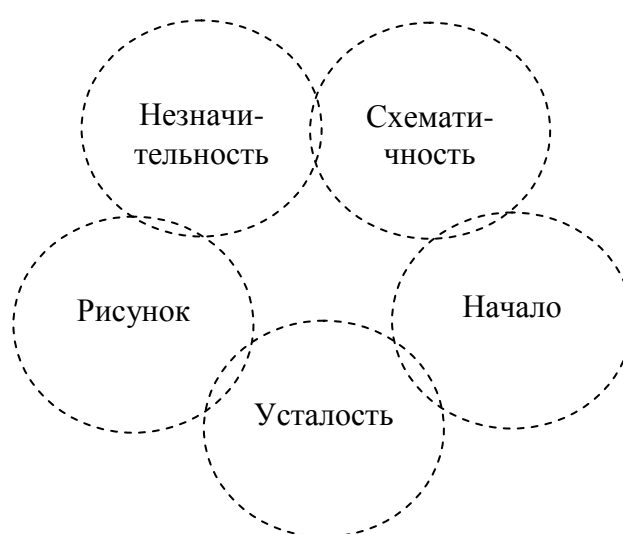 Незначи-
тельность
Схемати-
чность
Рисунок
Начало
Усталость